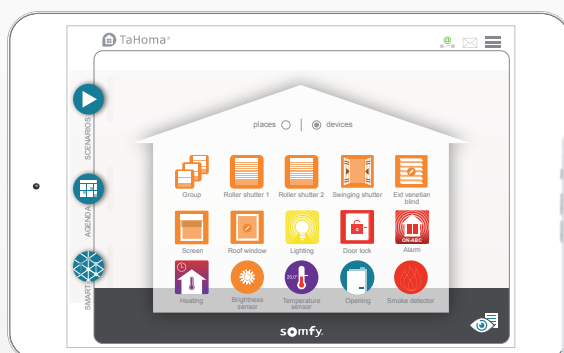 TaHoma®
places
devices
SCENARIOS
AGENDA
SMART
Group
Roller shutter 1
Roller shutter 2
Swinging shutter
Ext venetian
blind
Screen
Roof window
Lighting
Door lock
ON-ABC
Alarm
20.0°
Heating
Brightness
sensor
Temperature
sensor
Opening
Smoke detector
somfy.